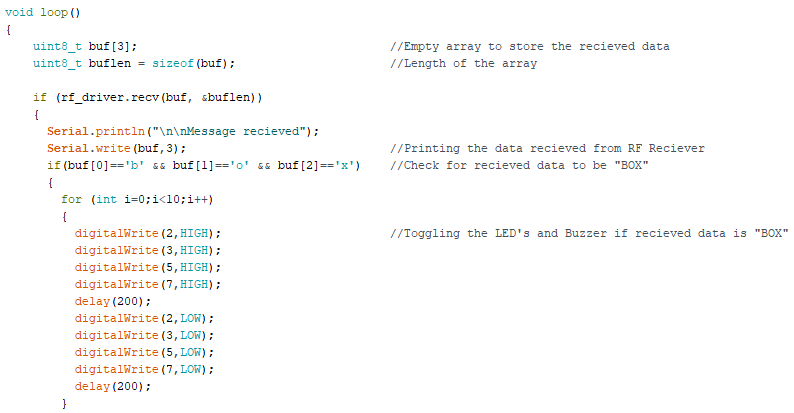 void loop()
{
uint8_t buf[3]; //Empty array to store the recieved data
uint8_t buflen = sizeof(buf); //Length of the array
if (rf_driver.recv(buf, &buflen))
{
Serial.println("\n\nMessage recieved");
Serial.write(buf,3); //Printing the data recieved from RF Reciever
if(buf[0]=='b' && buf[1]=='o' && buf[2]=='x') //Check for recieved data to be "BOX"
{
for (int i=0;i<10;i++)
{
digitalWrite(2,HIGH); //Toggling the LED's and Buzzer if recieved data is "BOX"
digitalWrite(3,HIGH);
digitalWrite(5,HIGH);
digitalWrite(7,HIGH);
delay(200);
digitalWrite(2,LOW);
digitalWrite(3,LOW);
digitalWrite(5,LOW);
digitalWrite(7,LOW);
delay(200);
}